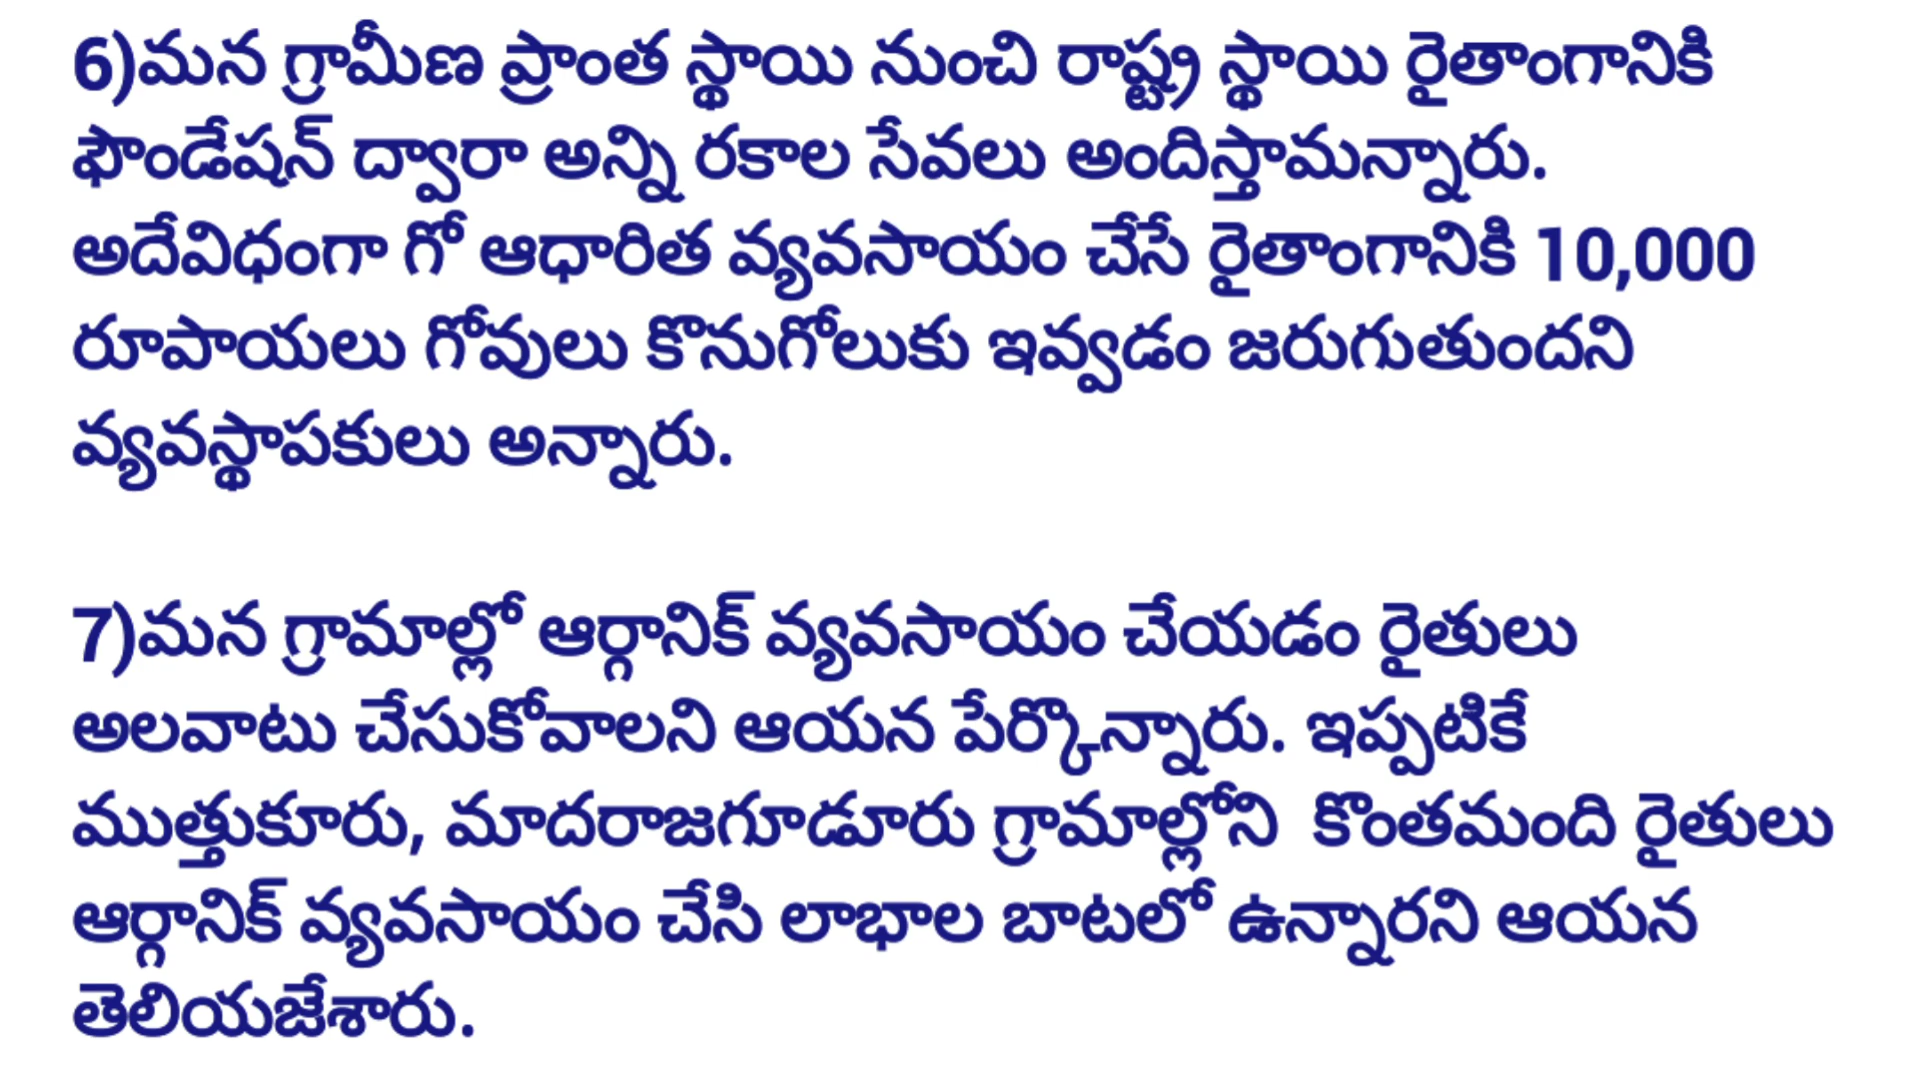 6)మన గ్రామీణ ప్రాంత స్థాయి నుంచి రాష్ట్ర స్థాయి రైతాంగానికి
ఫౌండేషన్ ద్వారా అన్ని రకాల సేవలు అందిస్తామన్నారు.
అదేవిధంగా గో ఆధారిత వ్యవసాయం చేసే రైతాంగానికి 10,000
రూపాయలు గోవులు కొనుగోలుకు ఇవ్వడం జరుగుతుందని
వ్యవస్థాపకులు అన్నారు.
7)మన గ్రామాల్లో ఆర్గానిక్ వ్యవసాయం చేయడం రైతులు
అలవాటు చేసుకోవాలని ఆయన పేర్కొన్నారు. ఇప్పటికే
ముత్తుకూరు, మాదరాజగూడూరు గ్రామాల్లోని కొంతమంది రైతులు
ఆర్గానిక్ వ్యవసాయం చేసి లాభాల బాటలో ఉన్నారని ఆయన
తెలియజేశారు.